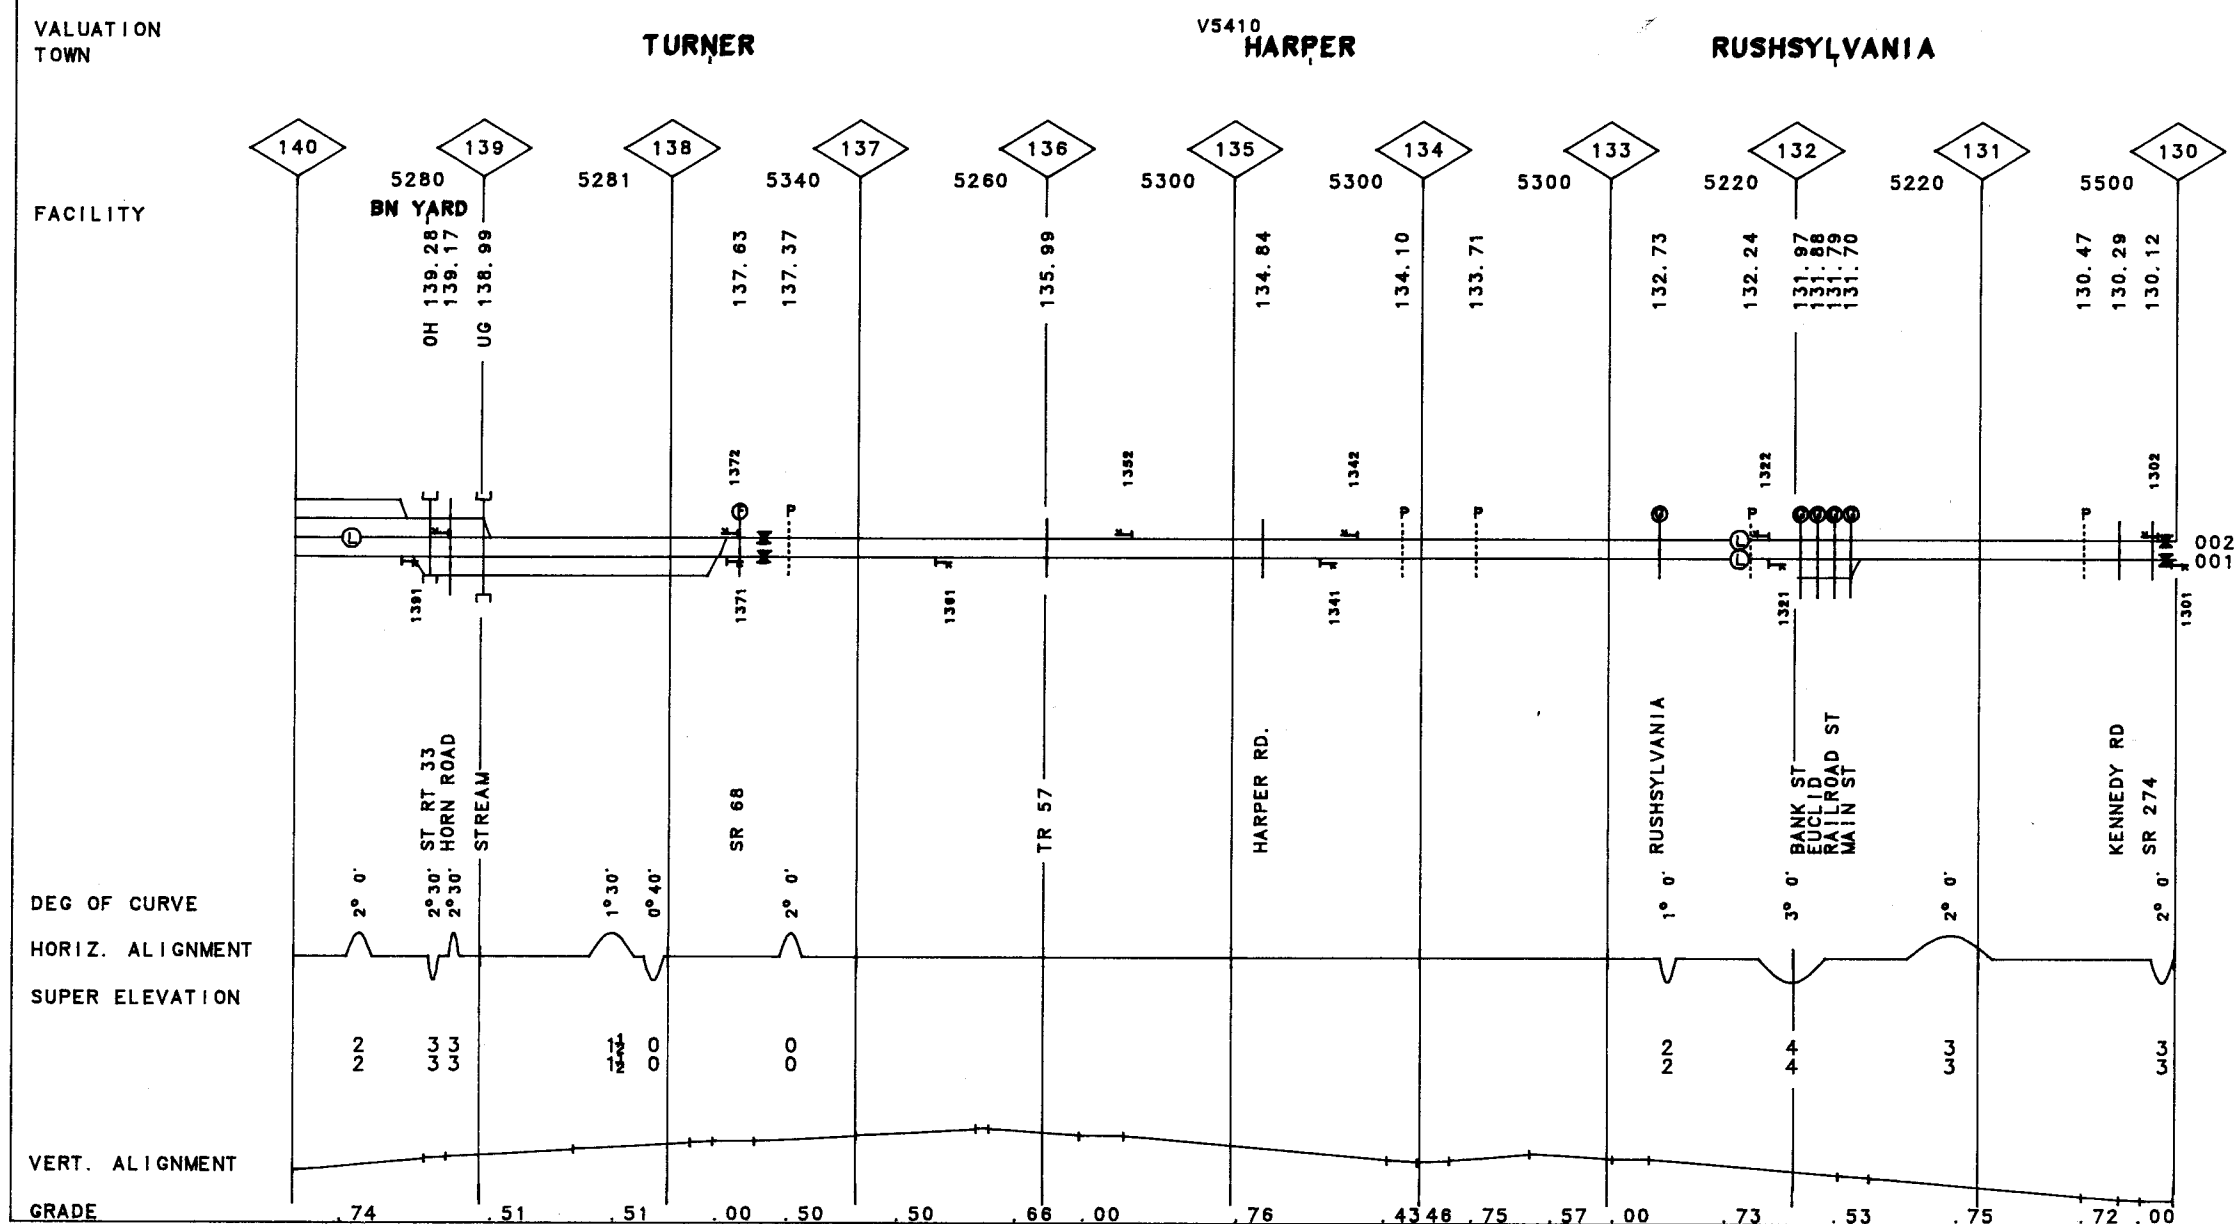 VALUATION V5410
TOWN TURNER HARPER RUSHSYLVANIA
140 139 138 137 136 135 134 133 132 131 130
5280 5281 5340 5260 5300 5300 5300 5220 5220 5500
FACILITY BN YARD
OH 139.28
139.17
UG 138.99
137.63
137.37
135.99
134.84
134.10
133.71
132.73
132.24
131.97
131.88
131.79
131.70
130.47
130.29
130.12
1372 1352 1342 1322 1302
F P P P P P
L L 002
L 001
1391 1371 1361 1341 1321 1301
ST RT 33
HORN ROAD
STREAM
SR 68
TR 57
HARPER RD.
RUSHSYLVANIA
BANK ST
EUCLID
RAILROAD ST
MAIN ST
KENNEDY RD
SR 274
DEG OF CURVE 2° 0' 2°30' 2°30' 1°30' 0°40' 2° 0' 1° 0' 3° 0' 2° 0' 2° 0'
HORIZ. ALIGNMENT
SUPER ELEVATION
2 3 3 1½ 0 0 2 4 3 3
2 3 3 1½ 0 0 2 4 3 3
VERT. ALIGNMENT
GRADE .74 .51 .51 .00 .50 .50 .66 .00 .76 .43 46 .75 .57 .00 .73 .53 .75 .72 .00